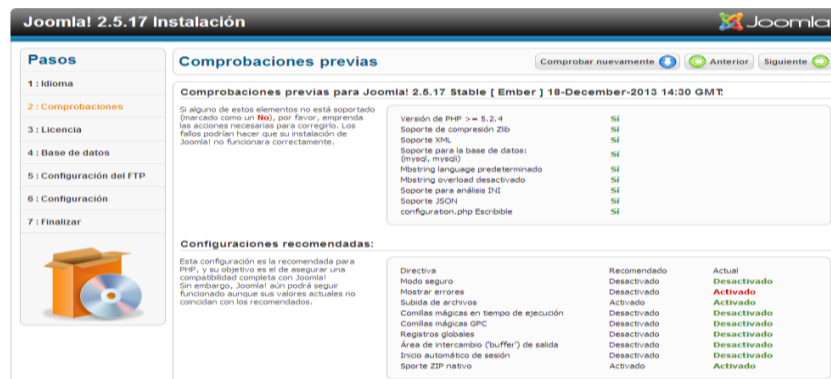 Joomla! 2.5.17 Instalación
Joomla
Pasos
1 : Idioma
2 : Comprobaciones
3 : Licencia
4 : Base de datos
5 : Configuración del FTP
6 : Configuración
7 : Finalizar
Comprobaciones previas
Comprobar nuevamente
Anterior
Siguiente
Comprobaciones previas para Joomla! 2.5.17 Stable [ Ember ] 18-December-2013 14:30 GMT:
Si alguno de estos elementos no está soportado
(marcado como un No), por favor, emprenda
las acciones necesarias para corregirlo. Los
fallos podrían hacer que su instalación de
Joomla! no funcionara correctamente.
Versión de PHP >= 5.2.4 Sí
Soporte de compresión Zlib Sí
Soporte XML Sí
Soporte para la base de datos:
(mysql, mysqli) Sí
Mbstring language predeterminado Sí
Mbstring overload desactivado Sí
Soporte para análisis INI Sí
Soporte JSON Sí
configuration.php Escribible Sí
Configuraciones recomendadas:
Esta configuración es la recomendada para
PHP, y su objetivo es el de asegurar una
compatibilidad completa con Joomla!
Sin embargo, Joomla! aún podrá seguir
funcionado aunque sus valores actuales no
coincidan con los recomendados.
Directiva Recomendado Actual
Modo seguro Desactivado Desactivado
Mostrar errores Desactivado Activado
Subida de archivos Activado Activado
Comillas mágicas en tiempo de ejecución Desactivado Desactivado
Comillas mágicas GPC Desactivado Desactivado
Registros globales Desactivado Desactivado
Área de intercambio ('buffer') de salida Desactivado Desactivado
Inicio automático de sesión Desactivado Desactivado
Sporte ZIP nativo Activado Activado